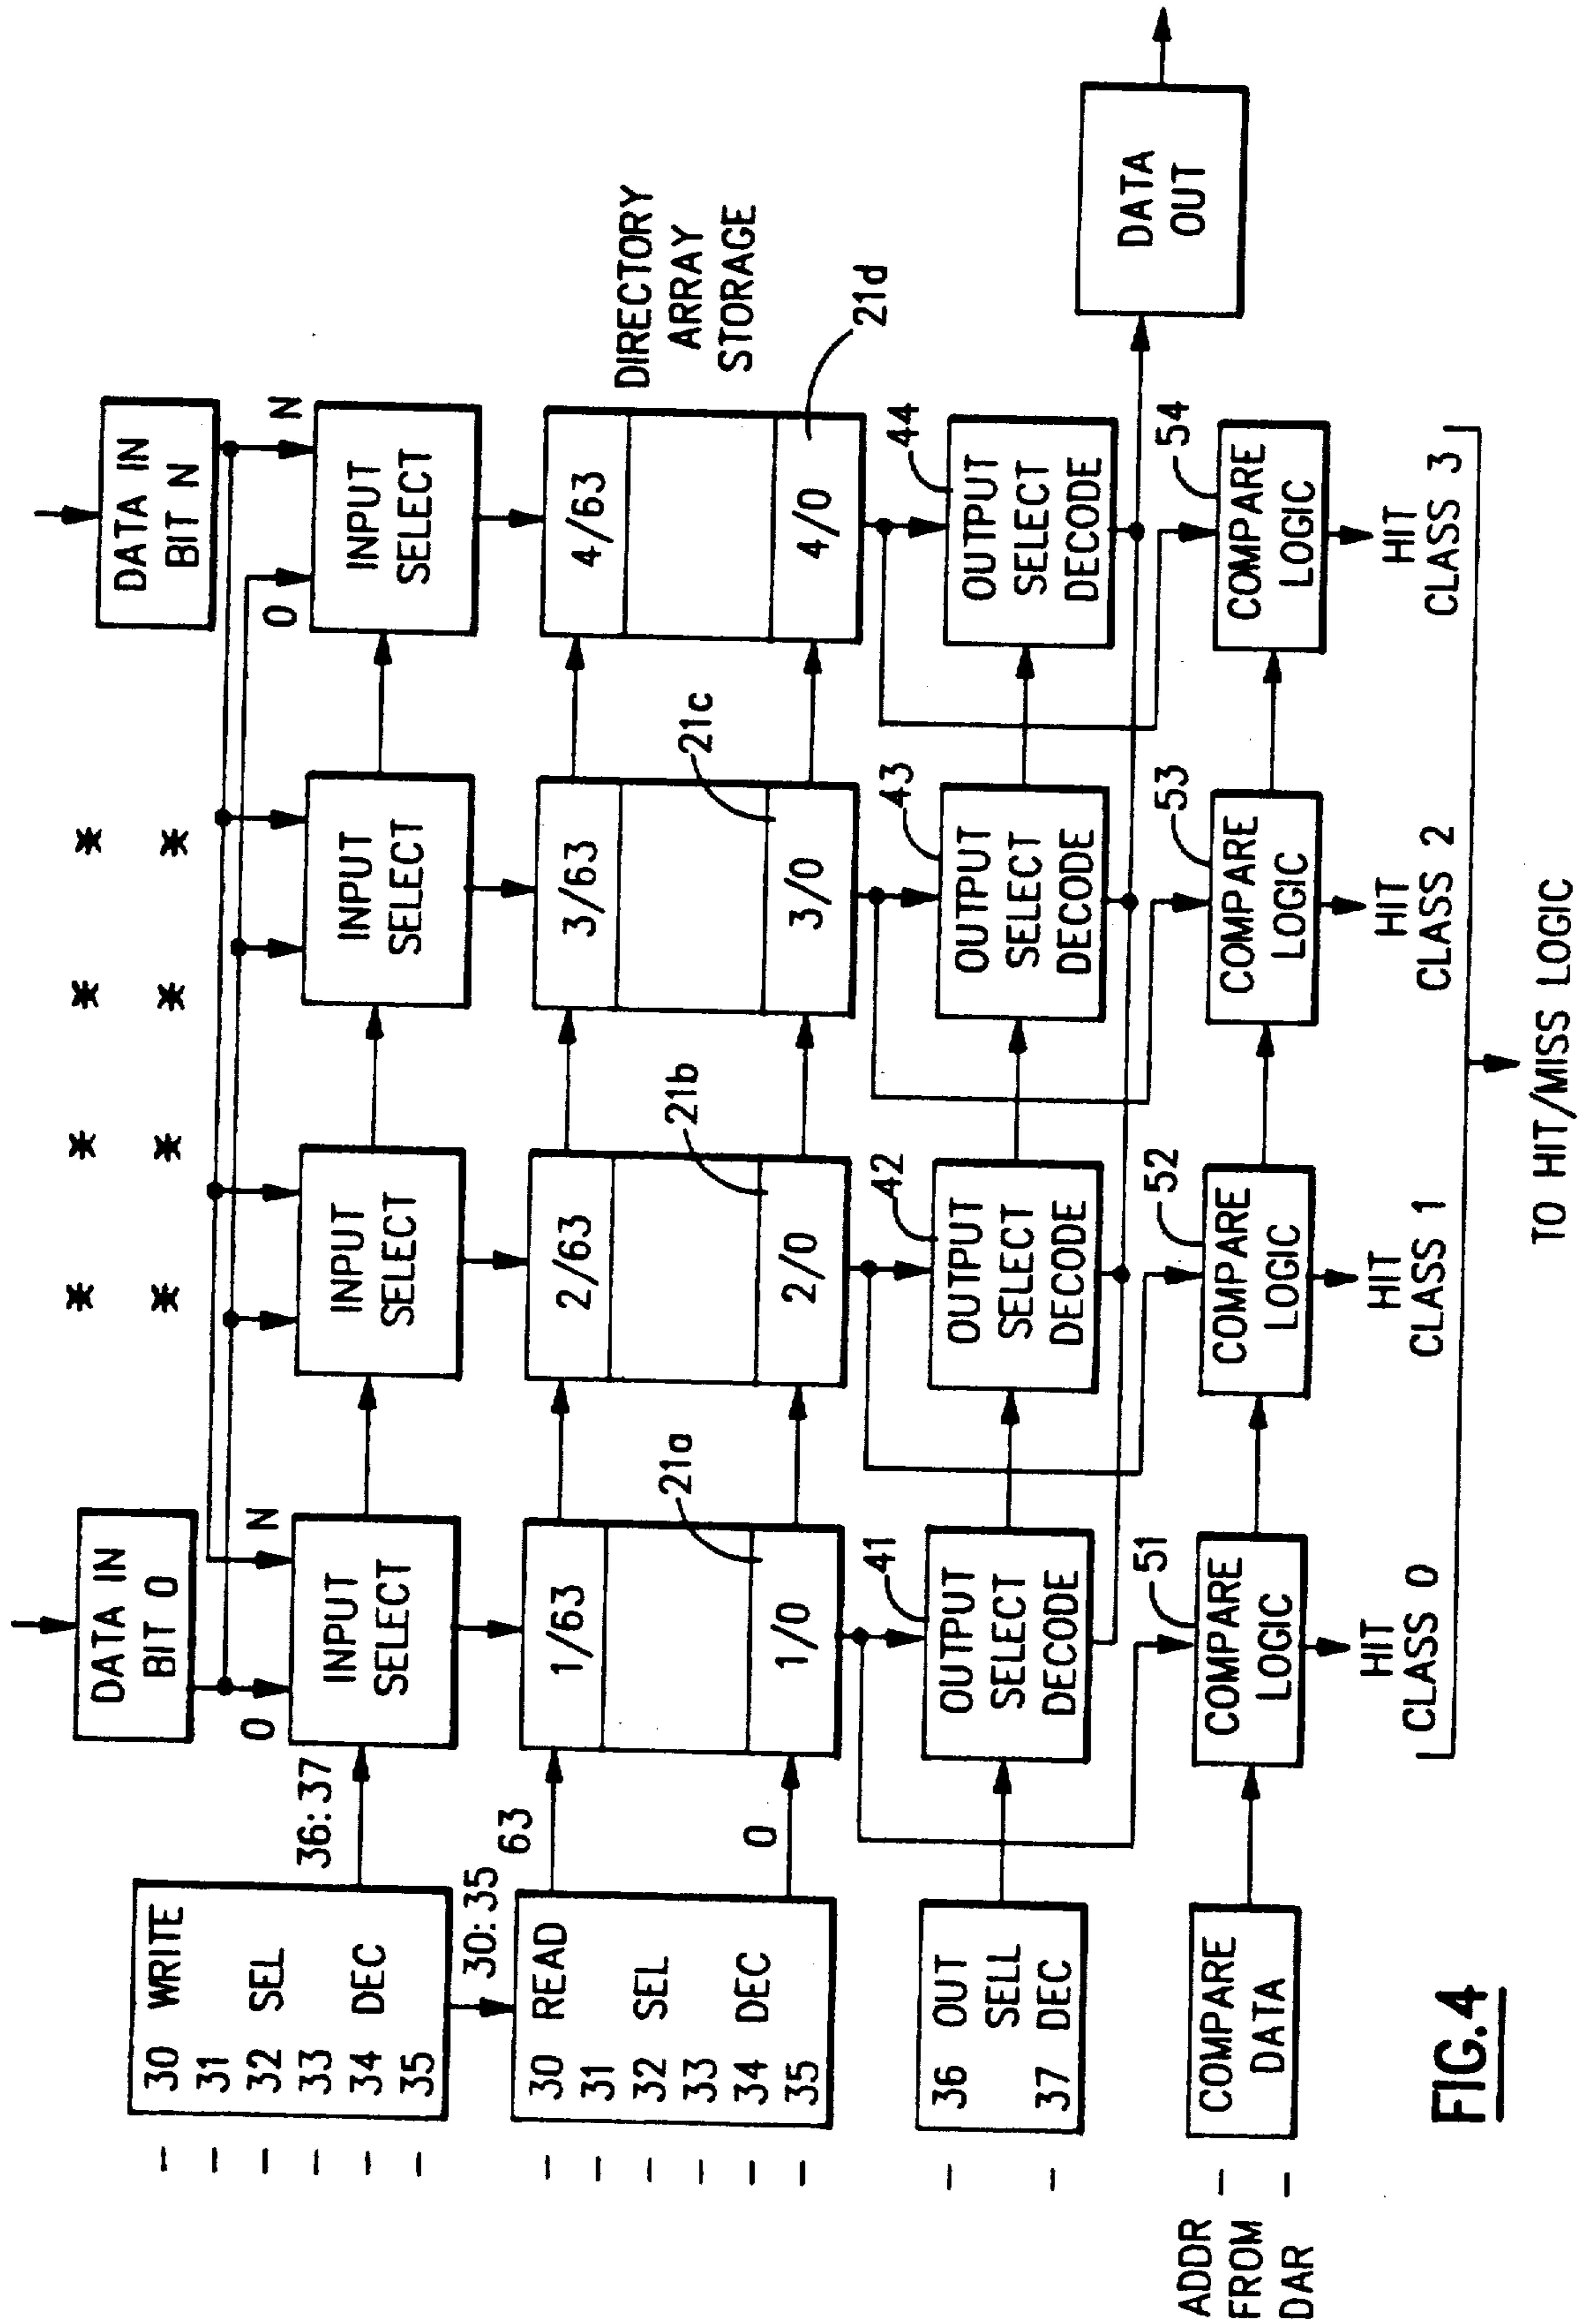 DATA IN
BIT 0
* * * *
* * * *
DATA IN
BIT N
30 WRITE
31
32 SEL
33
34 DEC
35
36:37
0
N
INPUT
SELECT
INPUT
SELECT
INPUT
SELECT
0
N
INPUT
SELECT
30:35
30 READ
31
32 SEL
33
34 DEC
35
63
0
1/63
1/0
21a
2/63
2/0
21b
3/63
3/0
21c
4/63
4/0
21d
DIRECTORY
ARRAY
STORAGE
36 OUT
SELL
37 DEC
41
OUTPUT
SELECT
DECODE
42
OUTPUT
SELECT
DECODE
43
OUTPUT
SELECT
DECODE
44
OUTPUT
SELECT
DECODE
DATA
OUT
ADDR
FROM
DAR
COMPARE
DATA
51
COMPARE
LOGIC
52
COMPARE
LOGIC
53
COMPARE
LOGIC
54
COMPARE
LOGIC
HIT
CLASS 0
HIT
CLASS 1
HIT
CLASS 2
HIT
CLASS 3
TO HIT/MISS LOGIC
FIG.4